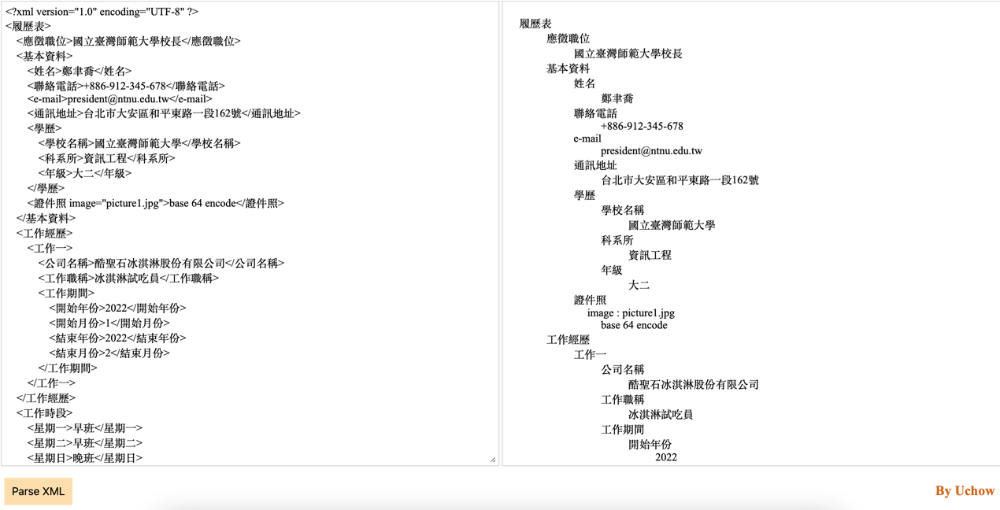 <?xml version="1.0" encoding="UTF-8" ?>
<履歷表>
<應徵職位>國立臺灣師範大學校長</應徵職位>
<基本資料>
<姓名>鄭聿喬</姓名>
<聯絡電話>+886-912-345-678</聯絡電話>
<e-mail>president@ntnu.edu.tw</e-mail>
<通訊地址>台北市大安區和平東路一段162號</通訊地址>
<學歷>
<學校名稱>國立臺灣師範大學</學校名稱>
<科系所>資訊工程</科系所>
<年級>大二</年級>
</學歷>
<證件照 image="picture1.jpg">base 64 encode</證件照>
</基本資料>
<工作經歷>
<工作一>
<公司名稱>酷聖石冰淇淋股份有限公司</公司名稱>
<工作職稱>冰淇淋試吃員</工作職稱>
<工作期間>
<開始年份>2022</開始年份>
<開始月份>1</開始月份>
<結束年份>2022</結束年份>
<結束月份>2</結束月份>
</工作期間>
</工作一>
</工作經歷>
<工作時段>
<星期一>早班</星期一>
<星期二>早班</星期二>
<星期日>晚班</星期日>
履歷表
應徵職位
國立臺灣師範大學校長
基本資料
姓名
鄭聿喬
聯絡電話
+886-912-345-678
e-mail
president@ntnu.edu.tw
通訊地址
台北市大安區和平東路一段162號
學歷
學校名稱
國立臺灣師範大學
科系所
資訊工程
年級
大二
證件照
image : picture1.jpg
base 64 encode
工作經歷
工作一
公司名稱
酷聖石冰淇淋股份有限公司
工作職稱
冰淇淋試吃員
工作期間
開始年份
2022
Parse XML
By Uchow